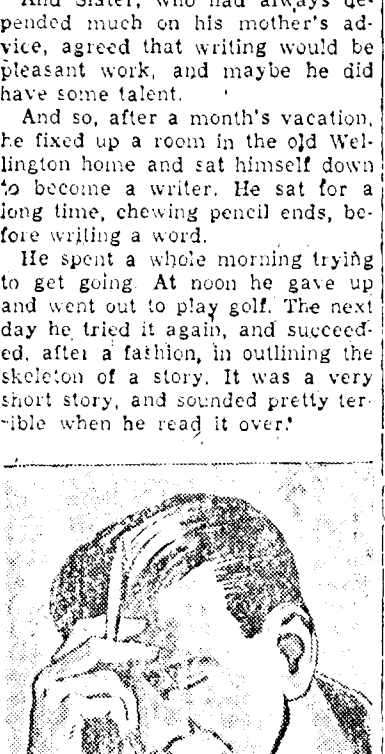 And Slater, who had always de-
pended much on his mother's ad-
vice, agreed that writing would be
pleasant work, and maybe he did
have some talent.
And so, after a month's vacation,
he fixed up a room in the old Wel-
lington home and sat himself down
to become a writer. He sat for a
long time, chewing pencil ends, be-
fore writing a word.
He spent a whole morning trying
to get going. At noon he gave up
and went out to play golf. The next
day he tried it again, and succeed-
ed, after a fashion, in outlining the
skeleton of a story. It was a very
short story, and sounded pretty ter-
rible when he read it over.